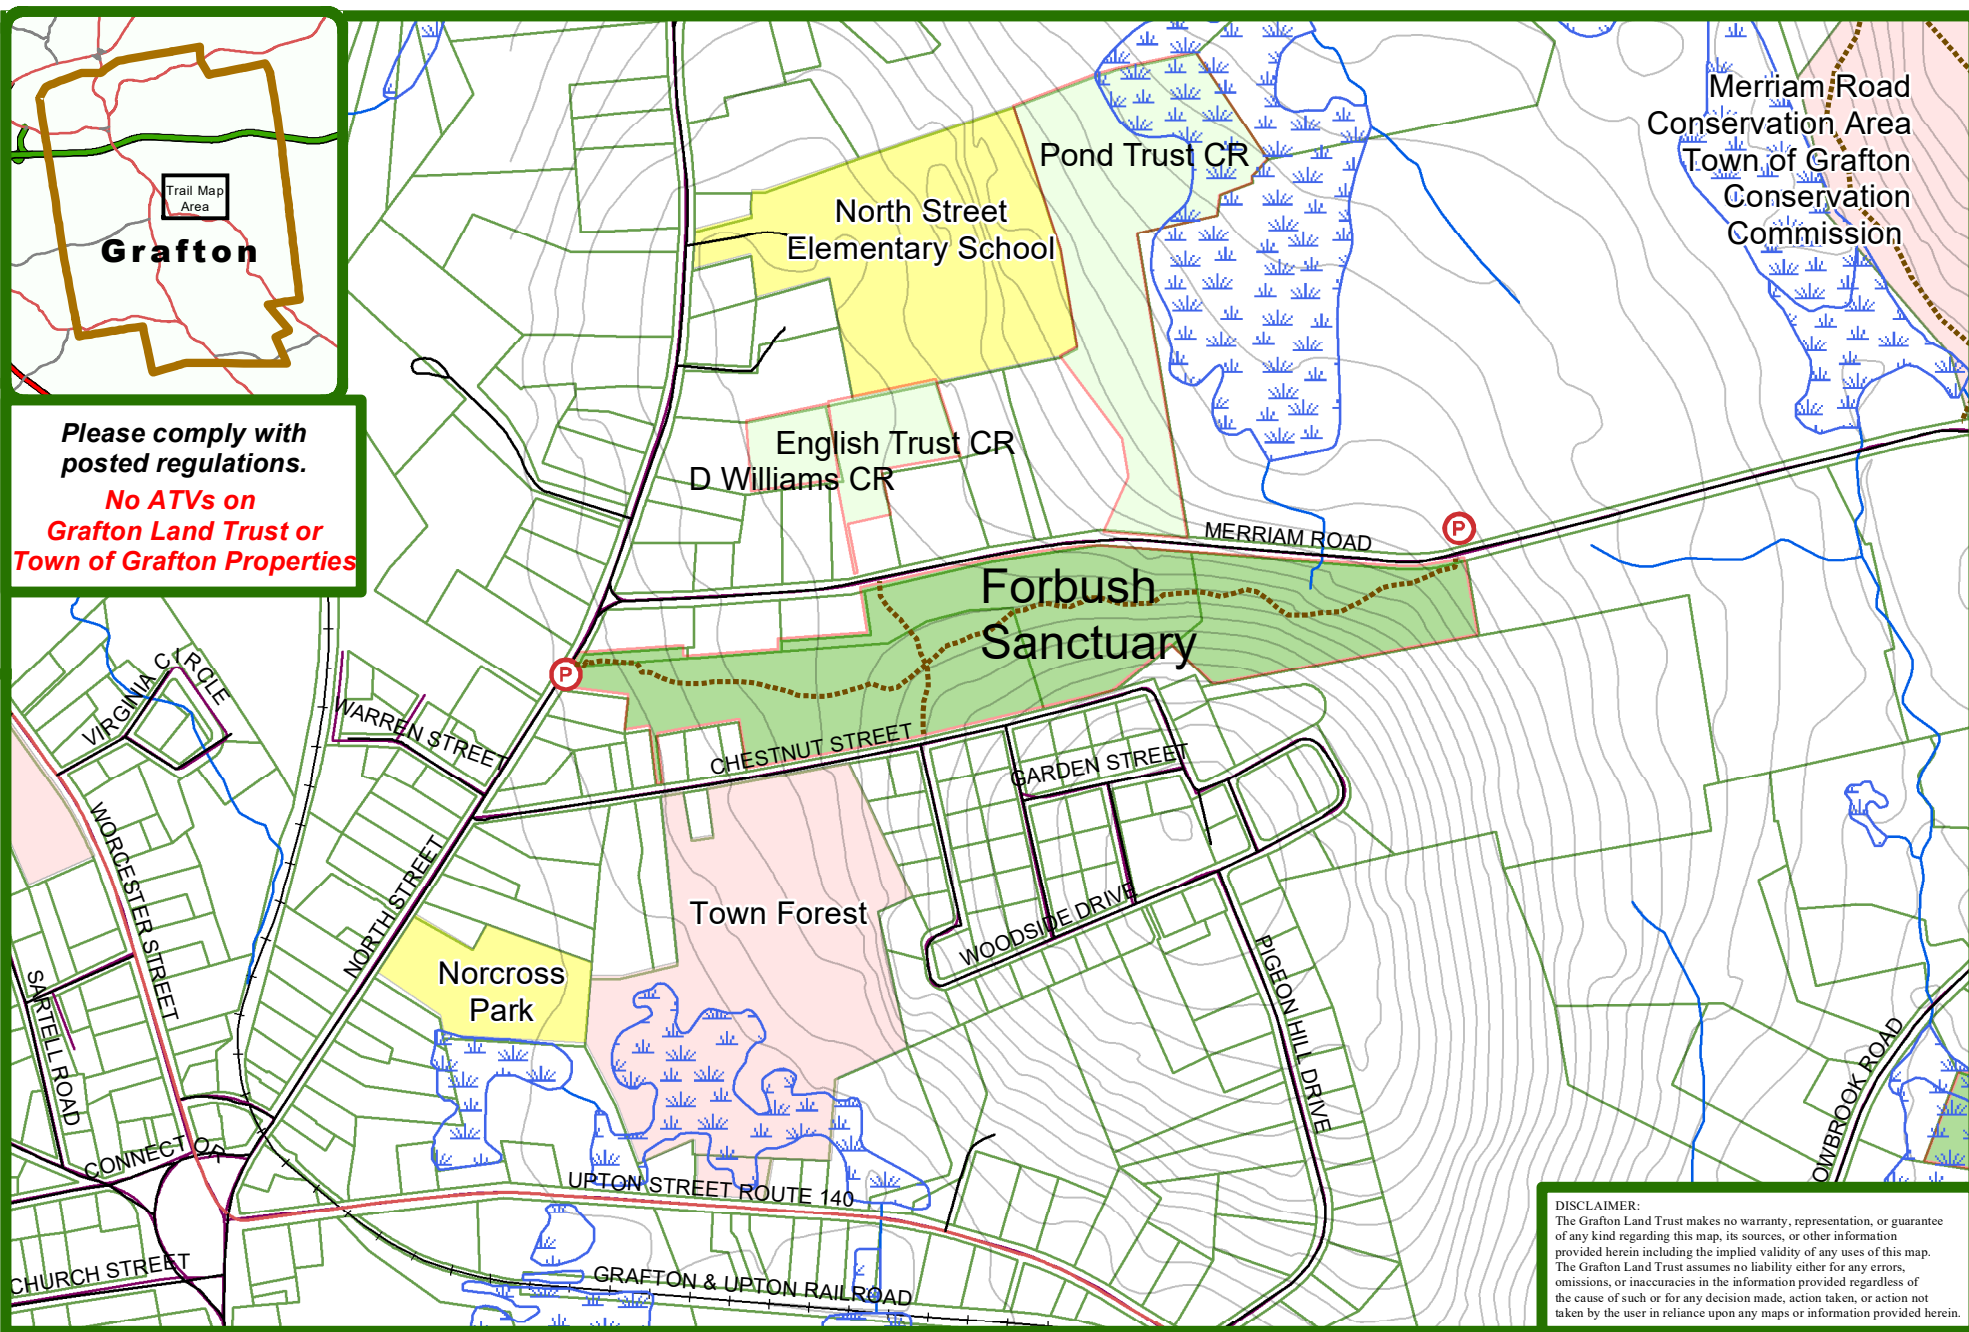 Trail Map
Area
Grafton
Please comply with
posted regulations.
No ATVs on
Grafton Land Trust or
Town of Grafton Properties
Merriam Road
Conservation Area
Town of Grafton
Conservation
Commission
Pond Trust CR
North Street
Elementary School
English Trust CR
D Williams CR
MERRIAM ROAD
P
Forbush
Sanctuary
P
VIRGINIA CIRCLE
WARREN STREET
CHESTNUT STREET
GARDEN STREET
WORCESTER STREET
NORTH STREET
Town Forest
WOODSIDE DRIVE
PIGEON HILL DRIVE
Norcross
Park
SARTELL ROAD
OWBROOK ROAD
CONNECTOR
UPTON STREET ROUTE 140
CHURCH STREET
GRAFTON & UPTON RAILROAD
DISCLAIMER:
The Grafton Land Trust makes no warranty, representation, or guarantee
of any kind regarding this map, its sources, or other information
provided herein including the implied validity of any uses of this map.
The Grafton Land Trust assumes no liability either for any errors,
omissions, or inaccuracies in the information provided regardless of
the cause of such or for any decision made, action taken, or action not
taken by the user in reliance upon any maps or information provided herein.